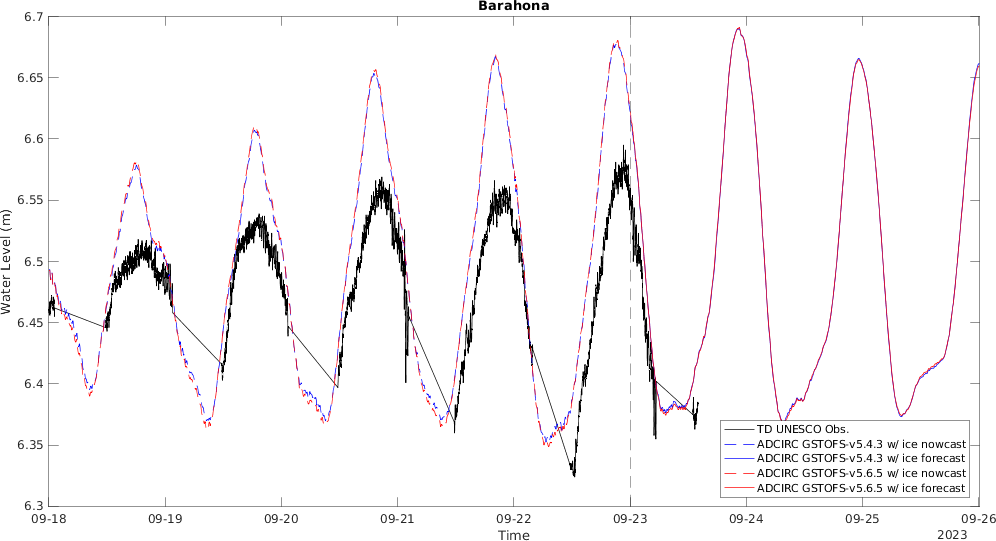 Barahona
6.7
6.65
6.6
6.55
6.5
6.45
6.4
6.35
6.3
Water Level (m)
TD UNESCO Obs.
ADCIRC GSTOFS-v5.4.3 w/ ice nowcast
ADCIRC GSTOFS-v5.4.3 w/ ice forecast
ADCIRC GSTOFS-v5.6.5 w/ ice nowcast
ADCIRC GSTOFS-v5.6.5 w/ ice forecast
09-18 09-19 09-20 09-21 09-22 09-23 09-24 09-25 09-26
Time
2023